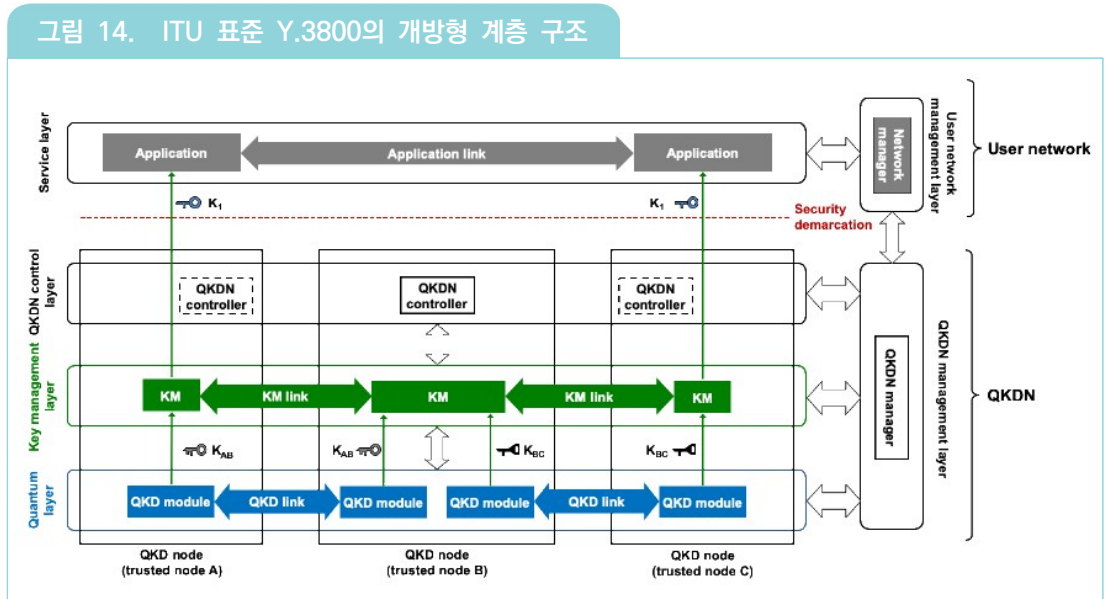 그림 14. ITU 표준 Y.3800의 개방형 계층 구조
Service layer
Application
Application link
Application
Network manager
User network management layer
User network
K1
K1
Security
demarcation
QKDN control
layer
QKDN
controller
QKDN
controller
QKDN
controller
Key management
layer
KM
KM link
KM
KM link
KM
QKDN manager
QKDN management layer
QKDN
KAB
KAB
KBC
KBC
Quantum
layer
QKD module
QKD link
QKD module
QKD module
QKD link
QKD module
QKD node
(trusted node A)
QKD node
(trusted node B)
QKD node
(trusted node C)